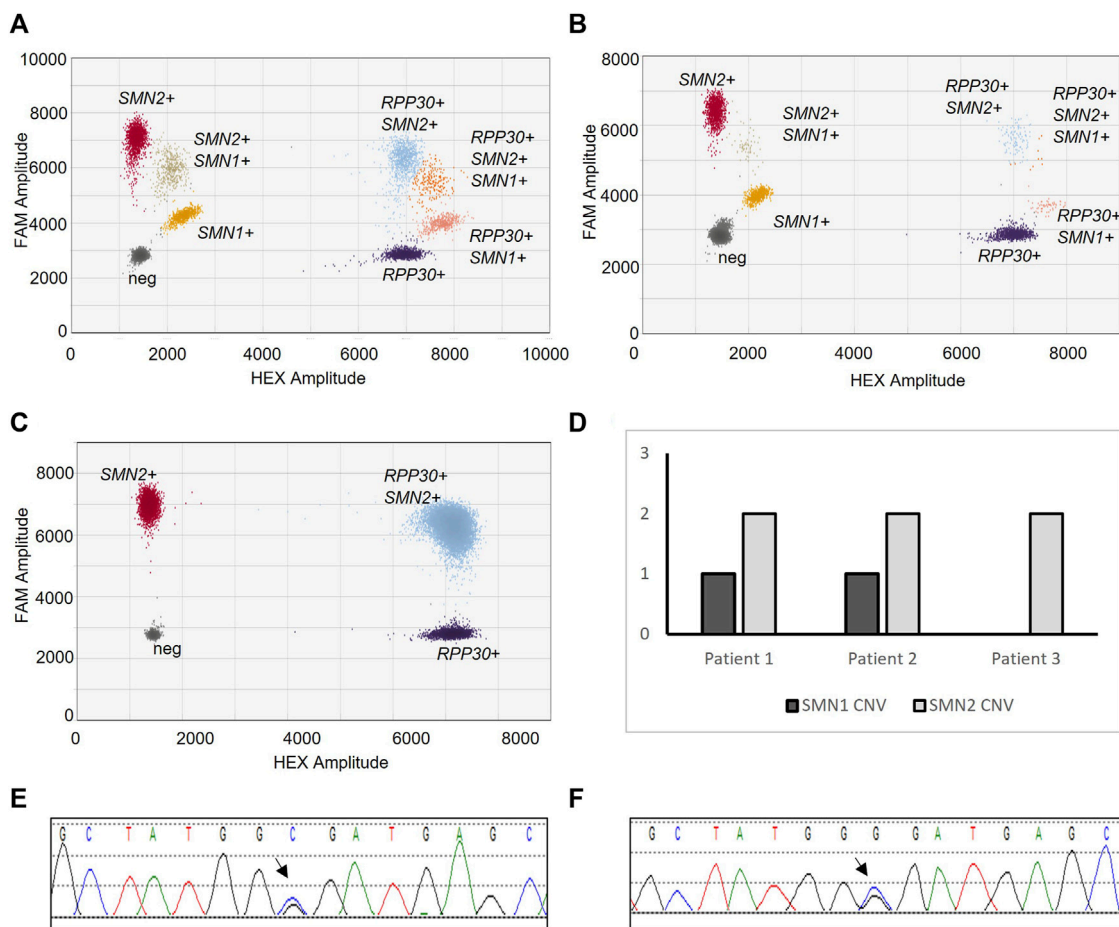 A
10000
8000
6000
4000
2000
0
FAM Amplitude
SMN2+
SMN2+
SMN1+
SMN1+
neg
RPP30+
SMN2+
RPP30+
SMN2+
SMN1+
RPP30+
SMN1+
RPP30+
0 2000 4000 6000 8000 10000
HEX Amplitude
B
8000
6000
4000
2000
0
FAM Amplitude
SMN2+
SMN2+
SMN1+
SMN1+
neg
RPP30+
SMN2+
RPP30+
SMN2+
SMN1+
RPP30+
SMN1+
RPP30+
0 2000 4000 6000 8000
HEX Amplitude
C
8000
6000
4000
2000
0
FAM Amplitude
SMN2+
neg
RPP30+
SMN2+
RPP30+
0 2000 4000 6000 8000
HEX Amplitude
D
3
2
1
0
Patient 1 Patient 2 Patient 3
SMN1 CNV SMN2 CNV
E
G C T A T G G C G A T G A G C
F
G C T A T G G G G A T G A G C